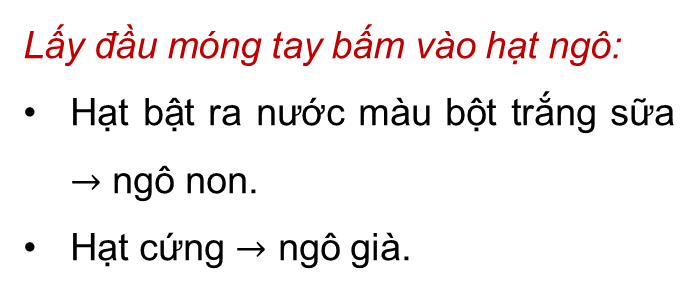 Lấy đầu móng tay bấm vào hạt ngô:
• Hạt bật ra nước màu bột trắng sữa
→ ngô non.
• Hạt cứng → ngô già.